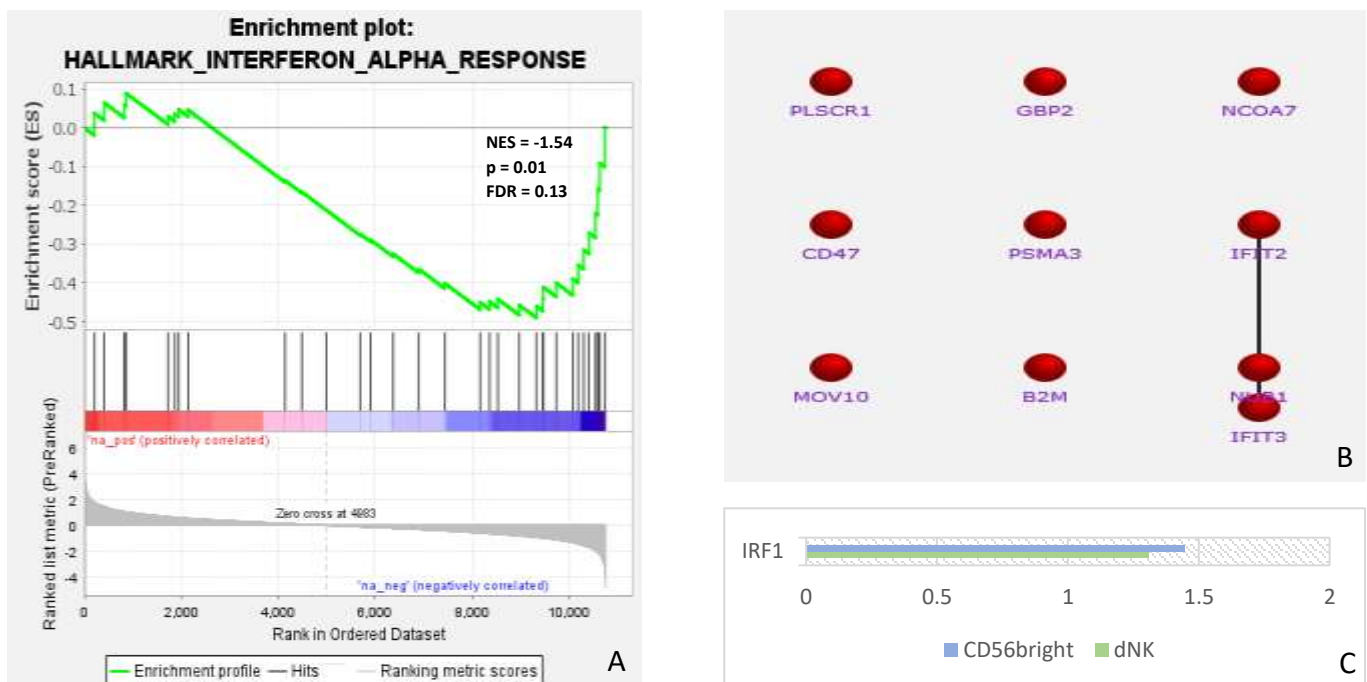 Enrichment plot:
HALLMARK_INTERFERON_ALPHA_RESPONSE
Enrichment score (ES)
0.1
0.0
-0.1
-0.2
-0.3
-0.4
-0.5
NES = -1.54
p = 0.01
FDR = 0.13
Ranked list metric (PreRanked)
'na_pos' (positively correlated)
6
4
2
0
-2
-4
Zero cross at 4983
'na_neg' (negatively correlated)
0 2,000 4,000 6,000 8,000 10,000
Rank in Ordered Dataset
Enrichment profile Hits Ranking metric scores
A
PLSCR1 GBP2 NCOA7
CD47 PSMA3 IFIT2
MOV10 B2M NUB1
IFIT3
B
IRF1
0 0.5 1 1.5 2
CD56bright dNK
C